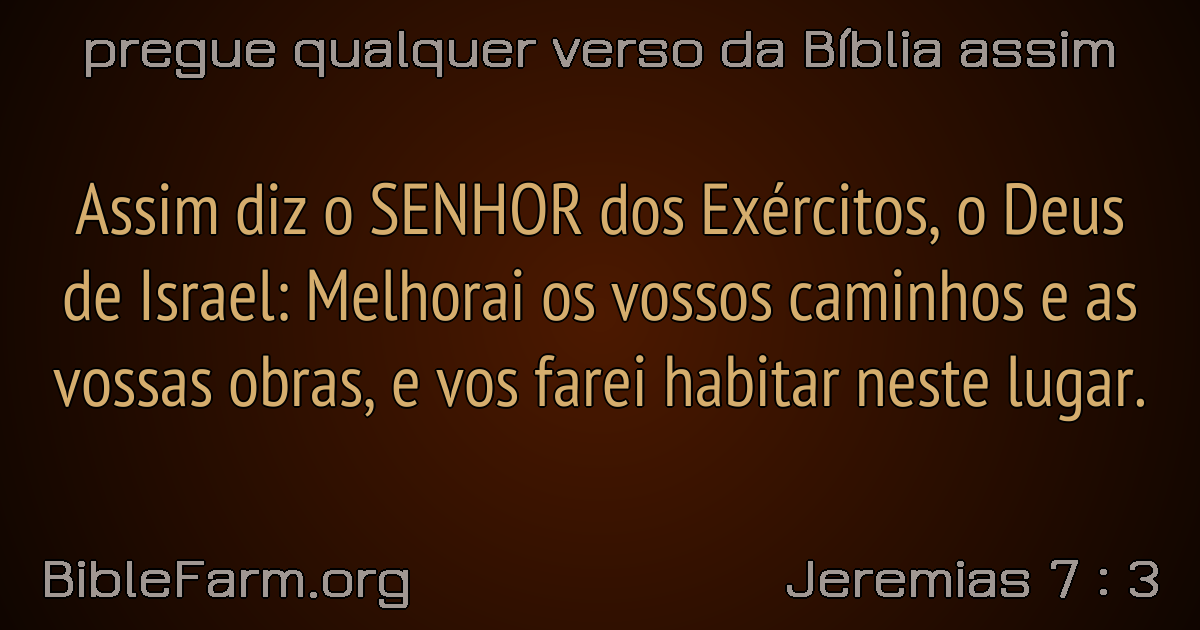 pregue qualquer verso da Bíblia assim
Assim diz o SENHOR dos Exércitos, o Deus
de Israel: Melhorai os vossos caminhos e as
vossas obras, e vos farei habitar neste lugar.
BibleFarm.org
Jeremias 7 : 3